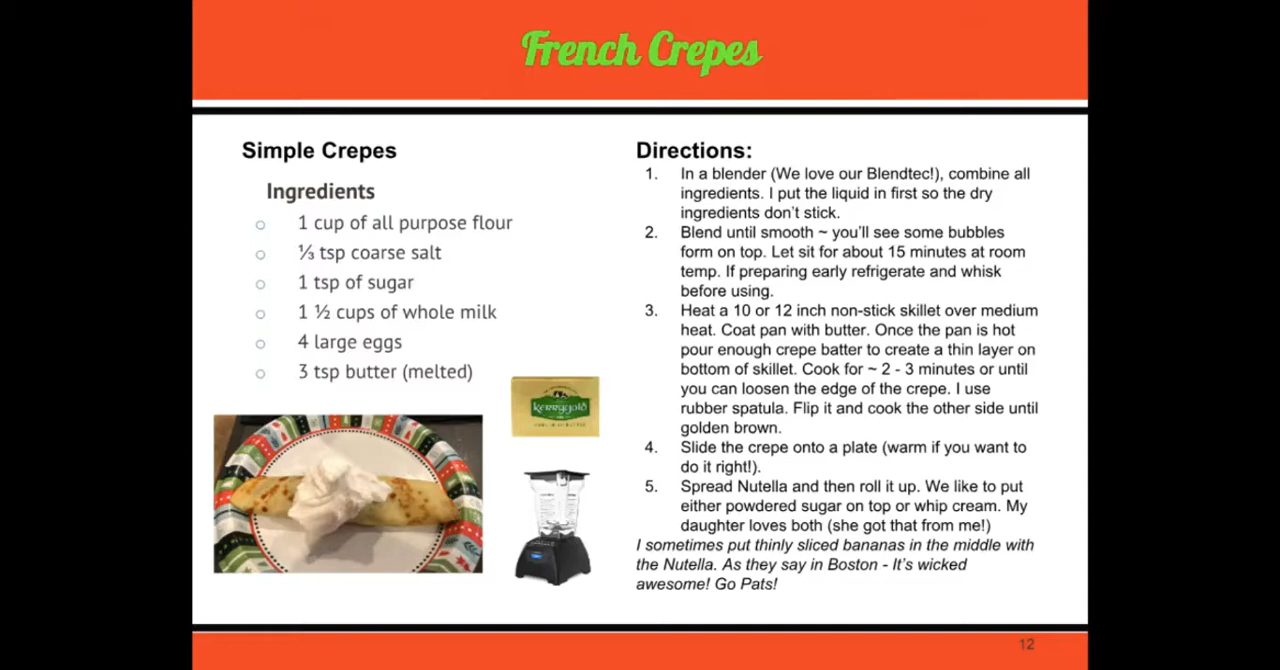 French Crepes
Simple Crepes
Ingredients
1 cup of all purpose flour
⅓ tsp coarse salt
1 tsp of sugar
1 ½ cups of whole milk
4 large eggs
3 tsp butter (melted)
Kerrygold
Directions:
1. In a blender (We love our Blendtec!), combine all
ingredients. I put the liquid in first so the dry
ingredients don’t stick.
2. Blend until smooth ~ you’ll see some bubbles
form on top. Let sit for about 15 minutes at room
temp. If preparing early refrigerate and whisk
before using.
3. Heat a 10 or 12 inch non-stick skillet over medium
heat. Coat pan with butter. Once the pan is hot
pour enough crepe batter to create a thin layer on
bottom of skillet. Cook for ~ 2 - 3 minutes or until
you can loosen the edge of the crepe. I use
rubber spatula. Flip it and cook the other side until
golden brown.
4. Slide the crepe onto a plate (warm if you want to
do it right!).
5. Spread Nutella and then roll it up. We like to put
either powdered sugar on top or whip cream. My
daughter loves both (she got that from me!)
I sometimes put thinly sliced bananas in the middle with
the Nutella. As they say in Boston - It’s wicked
awesome! Go Pats!
12